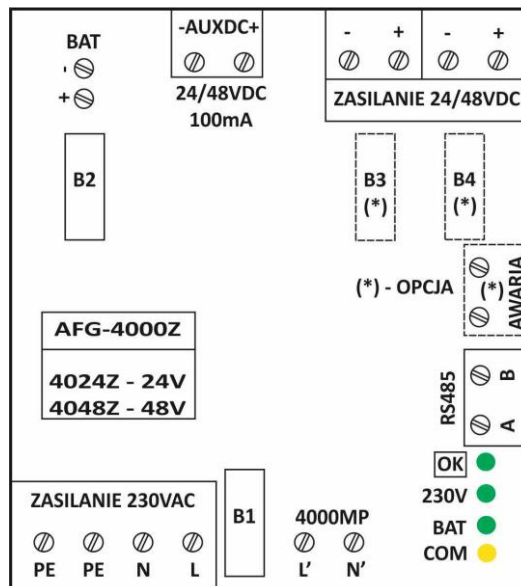 BAT
-AUXDC+
- + - +
-
+
24/48VDC
100mA
ZASILANIE 24/48VDC
B2
B3
(*)
B4
(*)
(*) - OPCJA
(*)
AWARIA
AFG-4000Z
4024Z - 24V
4048Z - 48V
RS485
B
A
OK
230V
BAT
COM
ZASILANIE 230VAC
B1
4000MP
PE PE N L
L' N'